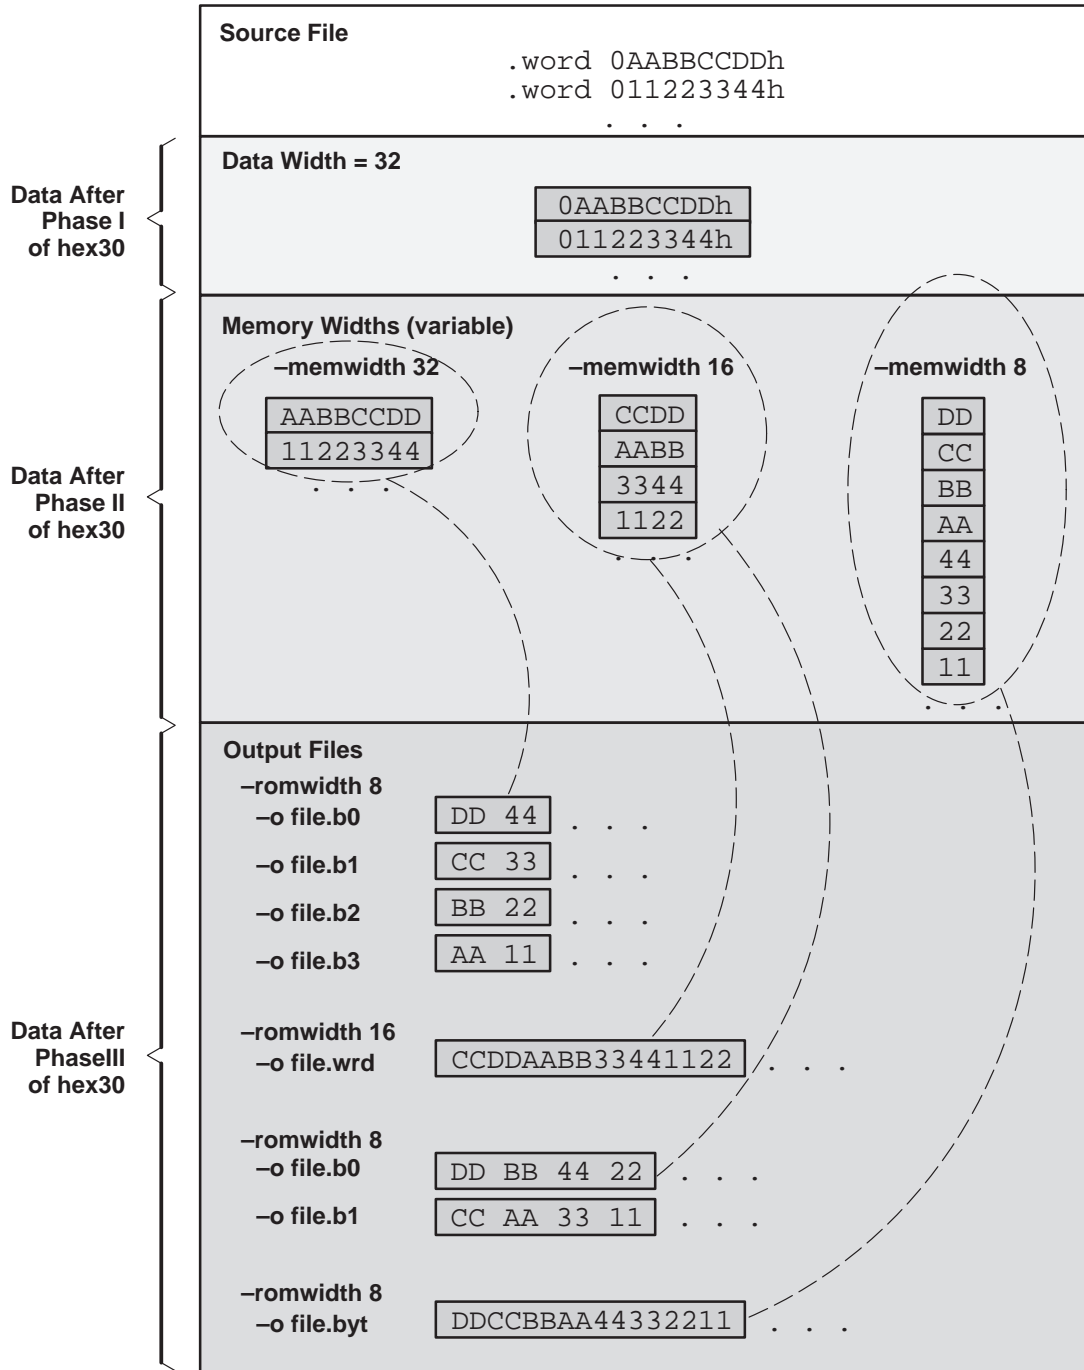 Source File
.word 0AABBCCDDh
.word 011223344h
. . .
Data After
Phase I
of hex30
Data Width = 32
0AABBCCDDh
011223344h
. . .
Data After
Phase II
of hex30
Memory Widths (variable)
–memwidth 32
AABBCCDD
11223344
. . .
–memwidth 16
CCDD
AABB
3344
1122
. . .
–memwidth 8
DD
CC
BB
AA
44
33
22
11
. . .
Data After
PhaseIII
of hex30
Output Files
–romwidth 8
–o file.b0 DD 44 . . .
–o file.b1 CC 33 . . .
–o file.b2 BB 22 . . .
–o file.b3 AA 11 . . .
–romwidth 16
–o file.wrd CCDDAABB33441122 . . .
–romwidth 8
–o file.b0 DD BB 44 22 . . .
–o file.b1 CC AA 33 11 . . .
–romwidth 8
–o file.byt DDCCBBAA44332211 . . .